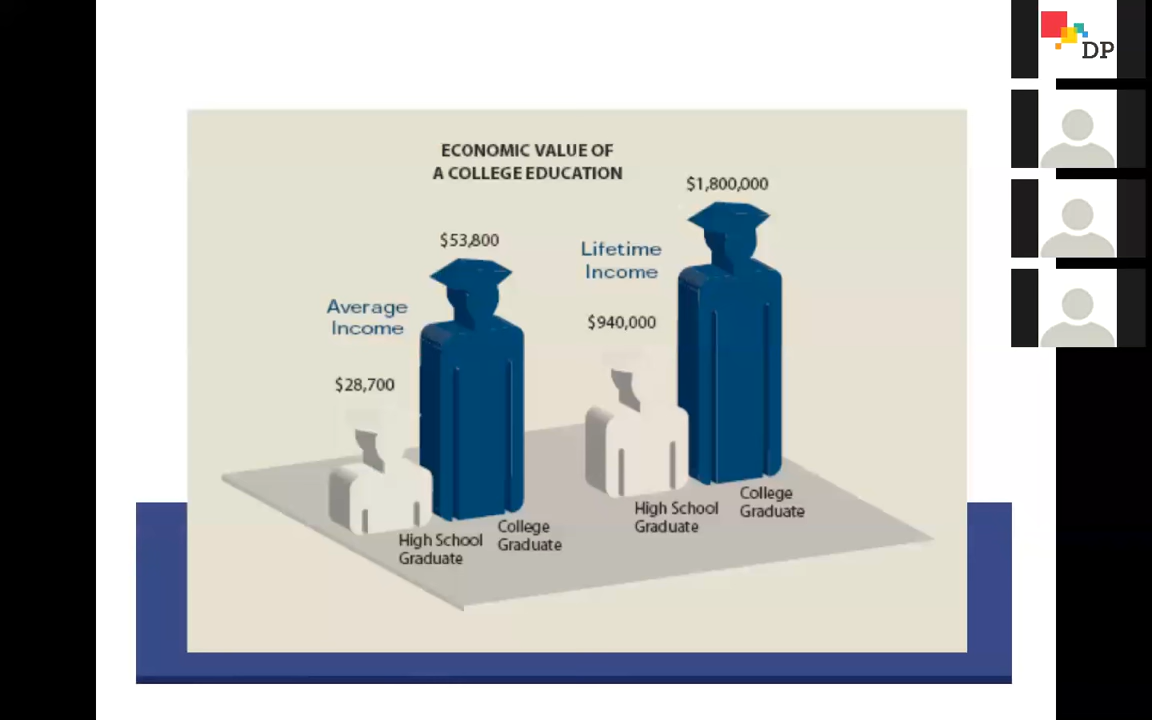 DP
ECONOMIC VALUE OF
A COLLEGE EDUCATION
$1,800,000
$53,800
Lifetime
Income
Average
Income
$940,000
$28,700
High School
Graduate
College
Graduate
High School
Graduate
College
Graduate